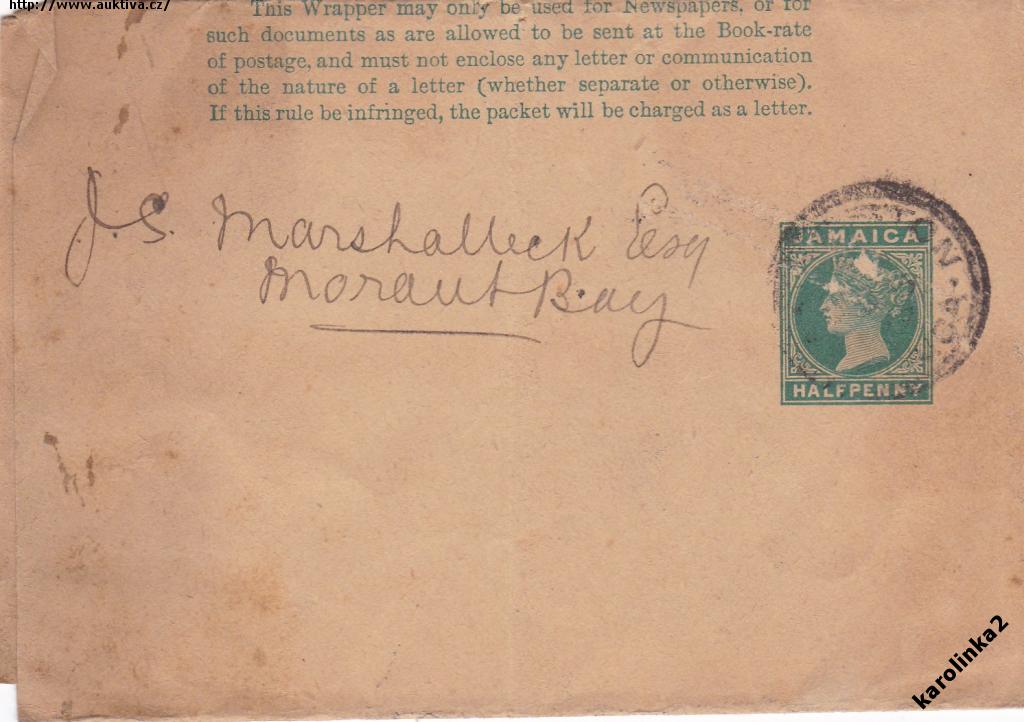 http://www.auktiva.cz/
This Wrapper may only be used for Newspapers, or for
such documents as are allowed to be sent at the Book-rate
of postage, and must not enclose any letter or communication
of the nature of a letter (whether separate or otherwise).
If this rule be infringed, the packet will be charged as a letter.
J.S. Marshalleck Esq
Morant Bay
JAMAICA
HALFPENNY
karolinka2